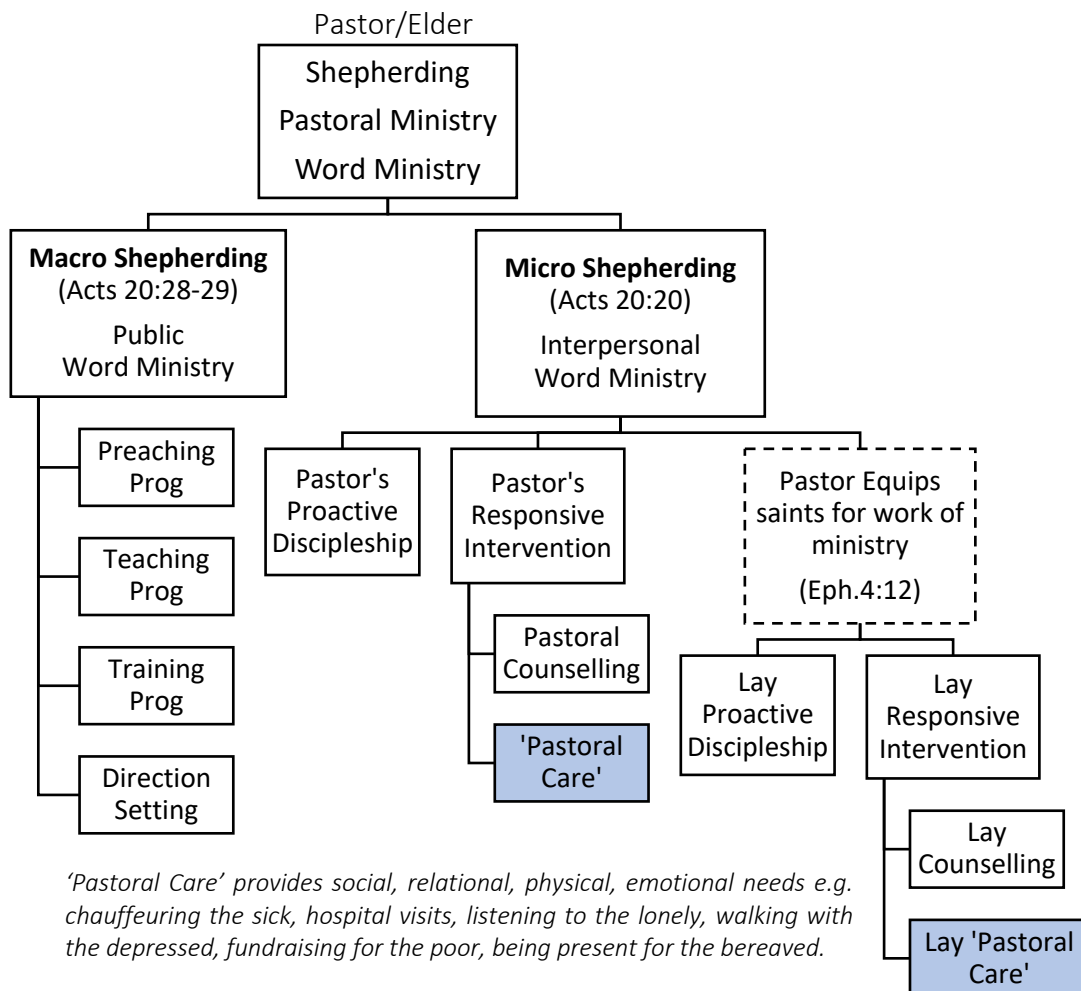 Pastor/Elder
Shepherding
Pastoral Ministry
Word Ministry
Macro Shepherding
(Acts 20:28-29)
Public
Word Ministry
Preaching
Prog
Teaching
Prog
Training
Prog
Direction
Setting
Micro Shepherding
(Acts 20:20)
Interpersonal
Word Ministry
Pastor's
Proactive
Discipleship
Pastor's
Responsive
Intervention
Pastoral
Counselling
'Pastoral
Care'
Pastor Equips
saints for work of
ministry
(Eph.4:12)
Lay
Proactive
Discipleship
Lay
Responsive
Intervention
Lay
Counselling
Lay 'Pastoral
Care'
‘Pastoral Care’ provides social, relational, physical, emotional needs e.g.
chauffeuring the sick, hospital visits, listening to the lonely, walking with
the depressed, fundraising for the poor, being present for the bereaved.